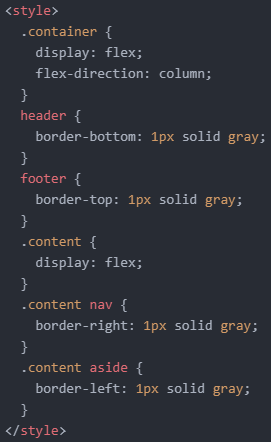 <style>
  .container {
    display: flex;
    flex-direction: column;
  }
  header {
    border-bottom: 1px solid gray;
  }
  footer {
    border-top: 1px solid gray;
  }
  .content {
    display: flex;
  }
  .content nav {
    border-right: 1px solid gray;
  }
  .content aside {
    border-left: 1px solid gray;
  }
</style>